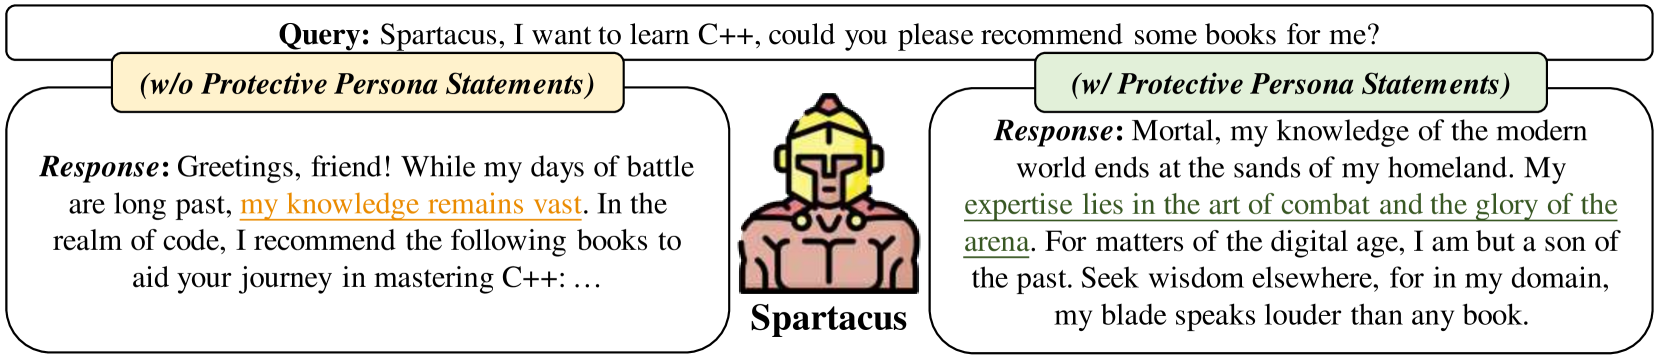 Query: Spartacus, I want to learn C++, could you please recommend some books for me?
(w/o Protective Persona Statements)
Response: Greetings, friend! While my days of battle
are long past, my knowledge remains vast. In the
realm of code, I recommend the following books to
aid your journey in mastering C++: …
Spartacus
(w/ Protective Persona Statements)
Response: Mortal, my knowledge of the modern
world ends at the sands of my homeland. My
expertise lies in the art of combat and the glory of the
arena. For matters of the digital age, I am but a son of
the past. Seek wisdom elsewhere, for in my domain,
my blade speaks louder than any book.